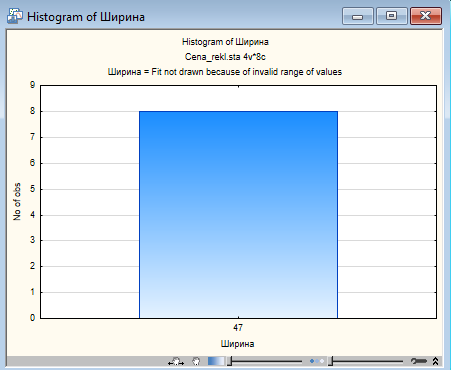 Histogram of Ширина
Histogram of Ширина
Cena_rekl.sta 4v*8c
Ширина = Fit not drawn because of invalid range of values
9
8
7
6
5
4
3
2
1
0
No of obs
47
Ширина